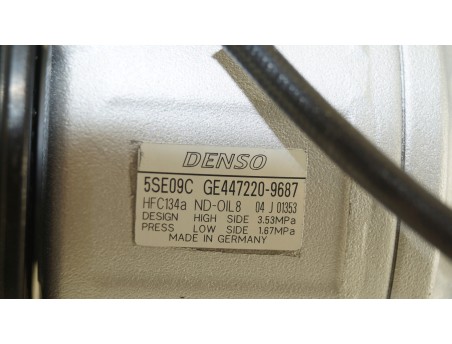 DENSO
5SE09C GE447220-9687
HFC134a ND-OIL8 04 J 01353
DESIGN HIGH SIDE 3.53MPa
PRESS LOW SIDE 1.67MPa
MADE IN GERMANY